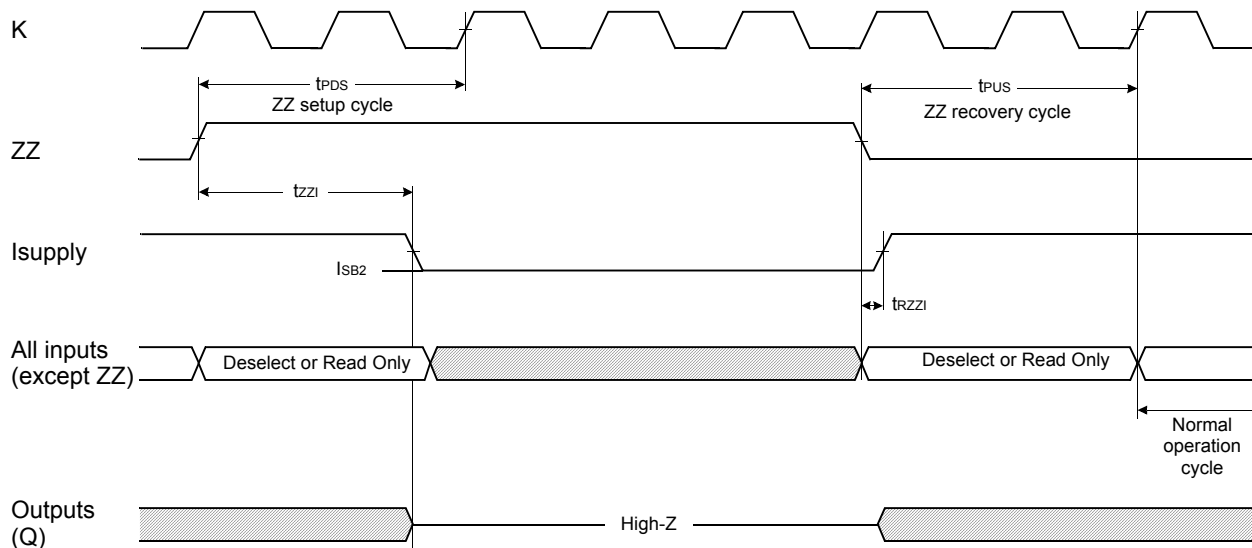 K
tPDS
ZZ setup cycle
tPUS
ZZ recovery cycle
ZZ
tZZI
Isupply
ISB2
tRZZI
All inputs
(except ZZ)
Deselect or Read Only
Deselect or Read Only
Normal
operation
cycle
Outputs
(Q)
High-Z